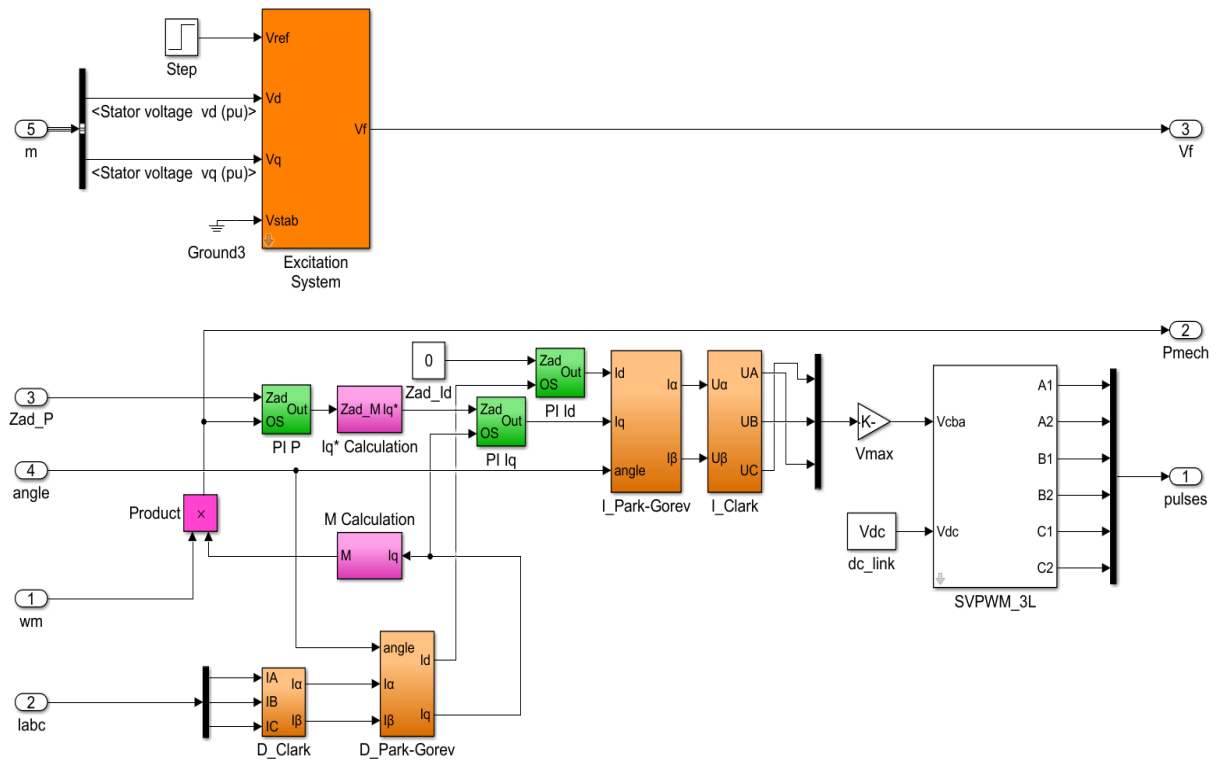 Step
Vref
Vd
<Stator voltage  vd (pu)>
5
m
Vf
3
Vf
Vq
<Stator voltage  vq (pu)>
Vstab
Ground3
Excitation
System
2
Pmech
0
Zad_Id
Zad
Out
OS
PI Id
3
Zad_P
Zad
Out
OS
PI P
Zad_M Iq*
Iq* Calculation
Zad
Out
OS
PI Iq
Id
Iα
Iq
Iβ
angle
I_Park-Gorev
Uα
UA
UB
Uβ
UC
I_Clark
K-
Vmax
Vcba
A1
A2
B1
B2
Vdc
C1
C2
SVPWM_3L
Vdc
dc_link
1
pulses
4
angle
Product
×
M Calculation
M
Iq
1
wm
angle
Id
Iα
Iβ
Iq
D_Park-Gorev
2
Iabc
IA
Iα
IB
IC
Iβ
D_Clark